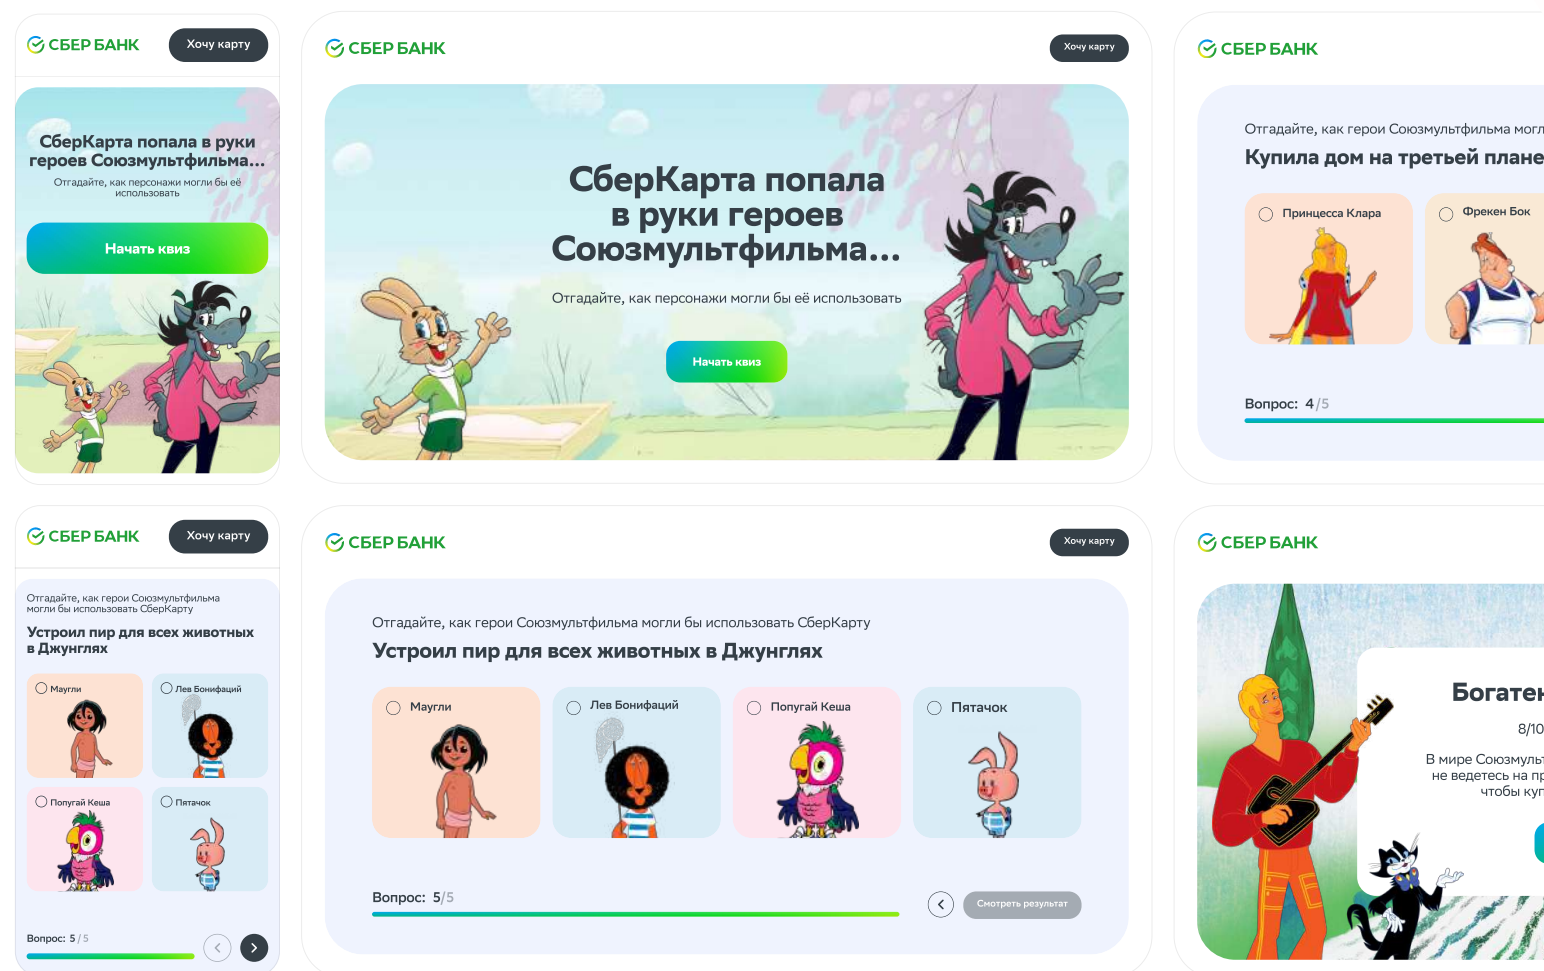 СБЕР БАНК
Хочу карту
СберКарта попала в руки
героев Союзмультфильма...
Отгадайте, как персонажи могли бы её
использовать
Начать квиз
СБЕР БАНК
Хочу карту
СберКарта попала
в руки героев
Союзмультфильма...
Отгадайте, как персонажи могли бы её использовать
Начать квиз
СБЕР БАНК
Отгадайте, как герои Союзмультфильма могл
Купила дом на третьей плане
Принцесса Клара
Фрекен Бок
Вопрос: 4/5
СБЕР БАНК
Хочу карту
Отгадайте, как герои Союзмультфильма
могли бы использовать СберКарту
Устроил пир для всех животных
в Джунглях
Маугли
Лев Бонифаций
Попугай Кеша
Пятачок
Вопрос: 5/5
СБЕР БАНК
Хочу карту
Отгадайте, как герои Союзмультфильма могли бы использовать СберКарту
Устроил пир для всех животных в Джунглях
Маугли
Лев Бонифаций
Попугай Кеша
Пятачок
Вопрос: 5/5
Смотреть результат
СБЕР БАНК
Богате
8/10
В мире Союзмульт
не ведетесь на пр
чтобы куп